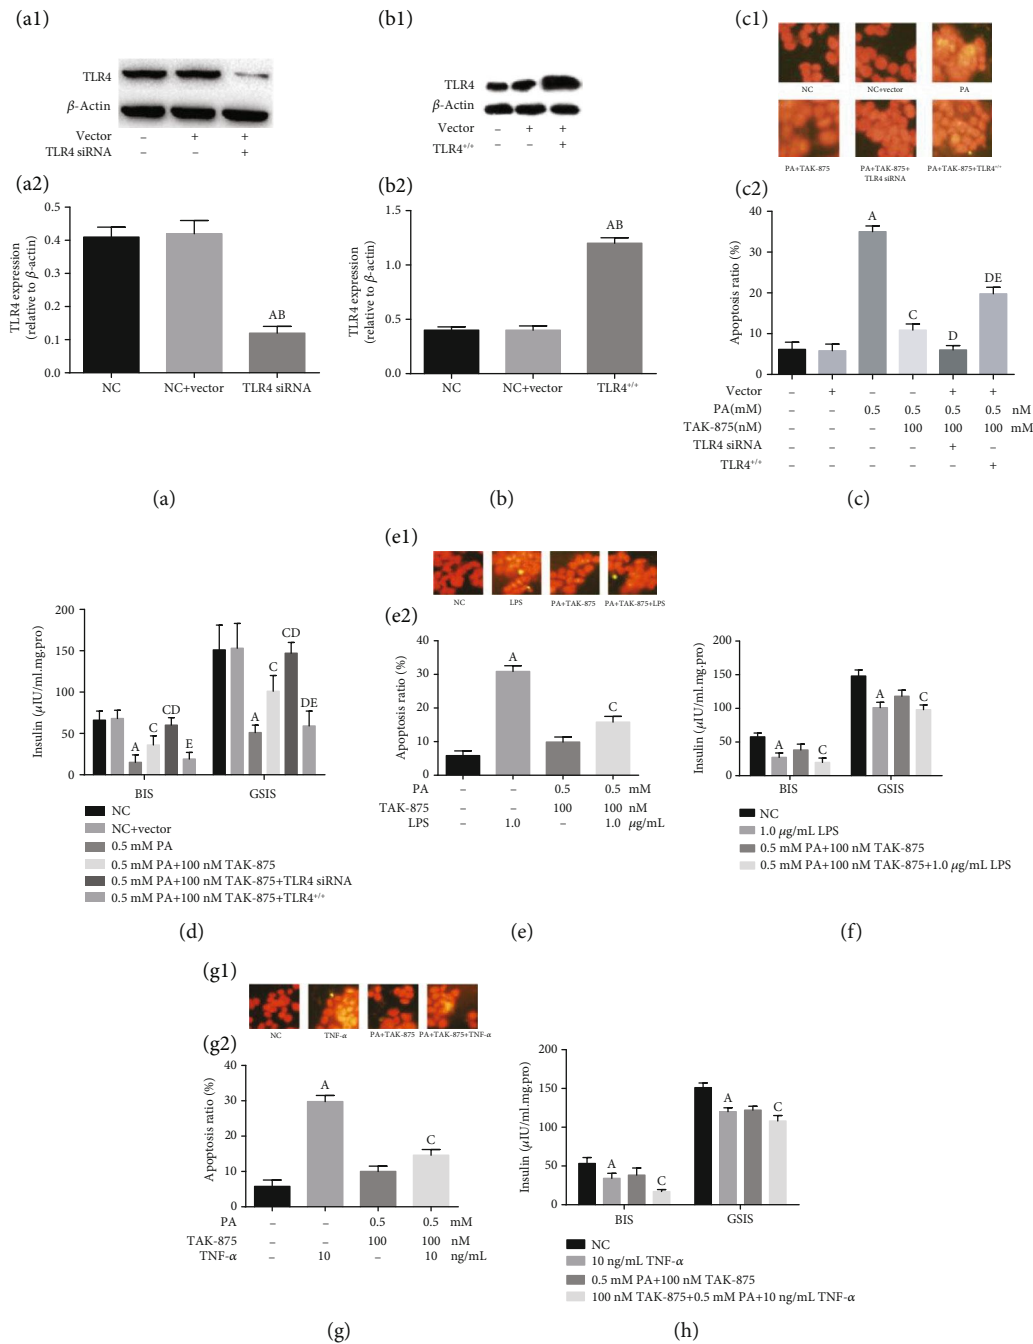 (a1)
TLR4
β-Actin
Vector – + +
TLR4 siRNA – – +
(a2)
TLR4 expression
(relative to β-actin)
0.5
0.4
0.3
0.2
0.1
0.0
AB
NC NC+vector TLR4 siRNA
(a)
(b1)
TLR4
β-Actin
Vector – + +
TLR4+/+ – – +
(b2)
TLR4 expression
(relative to β-actin)
1.5
1.2
0.9
0.6
0.3
0.0
AB
NC NC+vector TLR4+/+
(b)
(c1)
NC NC+vector PA
PA+TAK-875 PA+TAK-875+ PA+TAK-875+TLR4+/+
TLR4 siRNA
(c2)
Apoptosis ratio (%)
40
30
20
10
0
A C D DE
Vector – + – – + +
PA(mM) – – 0.5 0.5 0.5 0.5 nM
TAK-875(nM) – – – 100 100 100 mM
TLR4 siRNA – – – – + –
TLR4+/+ – – – – – +
(c)
Insulin (μIU/ml.mg.pro)
200
150
100
50
0
A C CD E A C CD DE
BIS GSIS
NC
NC+vector
0.5 mM PA
0.5 mM PA+100 nM TAK-875
0.5 mM PA+100 nM TAK-875+TLR4 siRNA
0.5 mM PA+100 nM TAK-875+TLR4+/+
(d)
(e1)
NC LPS PA+TAK-875 PA+TAK-875+LPS
(e2)
Apoptosis ratio (%)
40
30
20
10
0
A C
PA – – 0.5 0.5 mM
TAK-875 – – 100 100 nM
LPS – 1.0 – 1.0 μg/mL
(e)
Insulin (μIU/ml.mg.pro)
200
150
100
50
0
A C A C
BIS GSIS
NC
1.0 μg/mL LPS
0.5 mM PA+100 nM TAK-875
0.5 mM PA+100 nM TAK-875+1.0 μg/mL LPS
(f)
(g1)
NC TNF-α PA+TAK-875 PA+TAK-875+TNF-α
(g2)
Apoptosis ratio (%)
40
30
20
10
0
A C
PA – – 0.5 0.5 mM
TAK-875 – – 100 100 nM
TNF-α – 10 – 10 ng/mL
(g)
Insulin (μIU/ml.mg.pro)
200
150
100
50
0
A C A C
BIS GSIS
NC
10 ng/mL TNF-α
0.5 mM PA+100 nM TAK-875
100 nM TAK-875+0.5 mM PA+10 ng/mL TNF-α
(h)